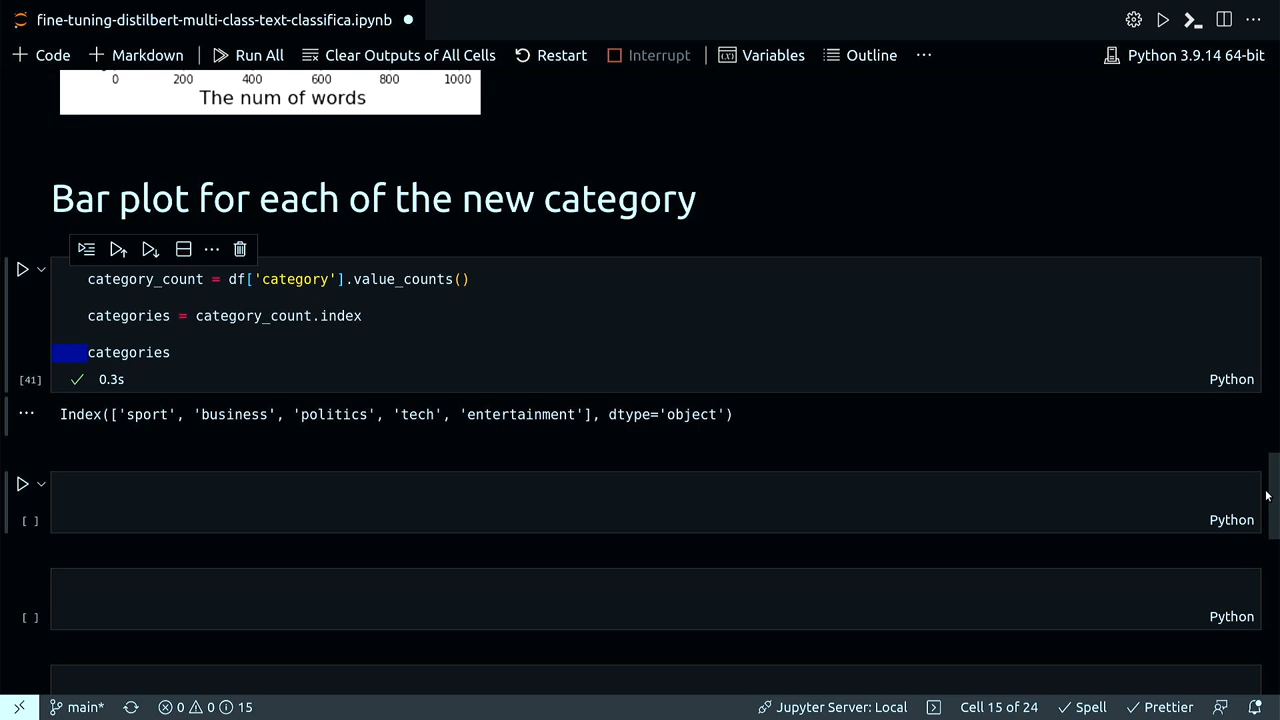 fine-tuning-distilbert-multi-class-text-classifica.ipynb
Code Markdown Run All Clear Outputs of All Cells Restart Interrupt Variables Outline ... Python 3.9.14 64-bit
0 200 400 600 800 1000
The num of words
Bar plot for each of the new category
category_count = df['category'].value_counts()
categories = category_count.index
categories
[41] 0.3s Python
Index(['sport', 'business', 'politics', 'tech', 'entertainment'], dtype='object')
[ ] Python
[ ] Python
main* 0 0 15 Jupyter Server: Local Cell 15 of 24 Spell Prettier